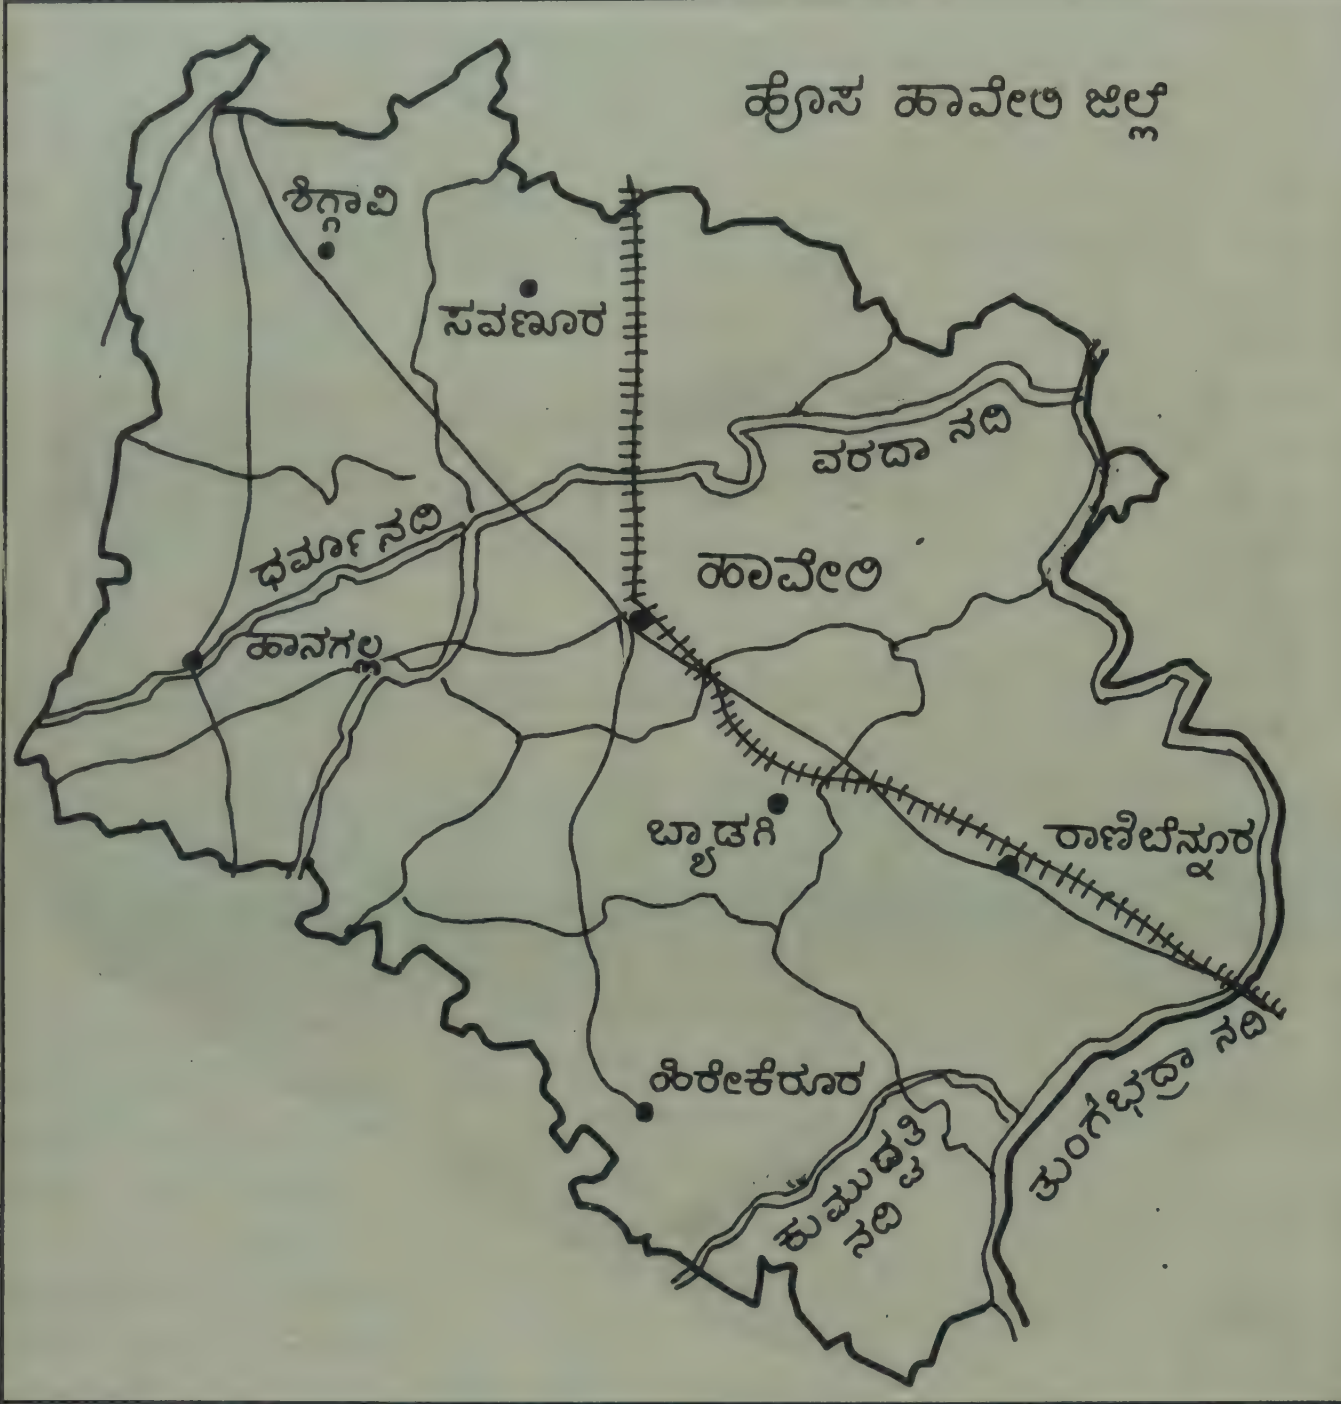 ಹೊಸ ಹಾವೇರಿ ಜಿಲ್ಲೆ
ಶಿಗ್ಗಾವಿ
ಸವಣೂರ
ವರದಾ ನದಿ
ಧರ್ಮಾ ನದಿ
ಹಾವೇರಿ
ಹಾನಗಲ್ಲ
ಬ್ಯಾಡಗಿ
ರಾಣಿಬೆನ್ನೂರ
ಹಿರೇಕೆರೂರ
ತುಂಗಭದ್ರಾ ನದಿ
ಕುಮುದ್ವತಿ
ನದಿ